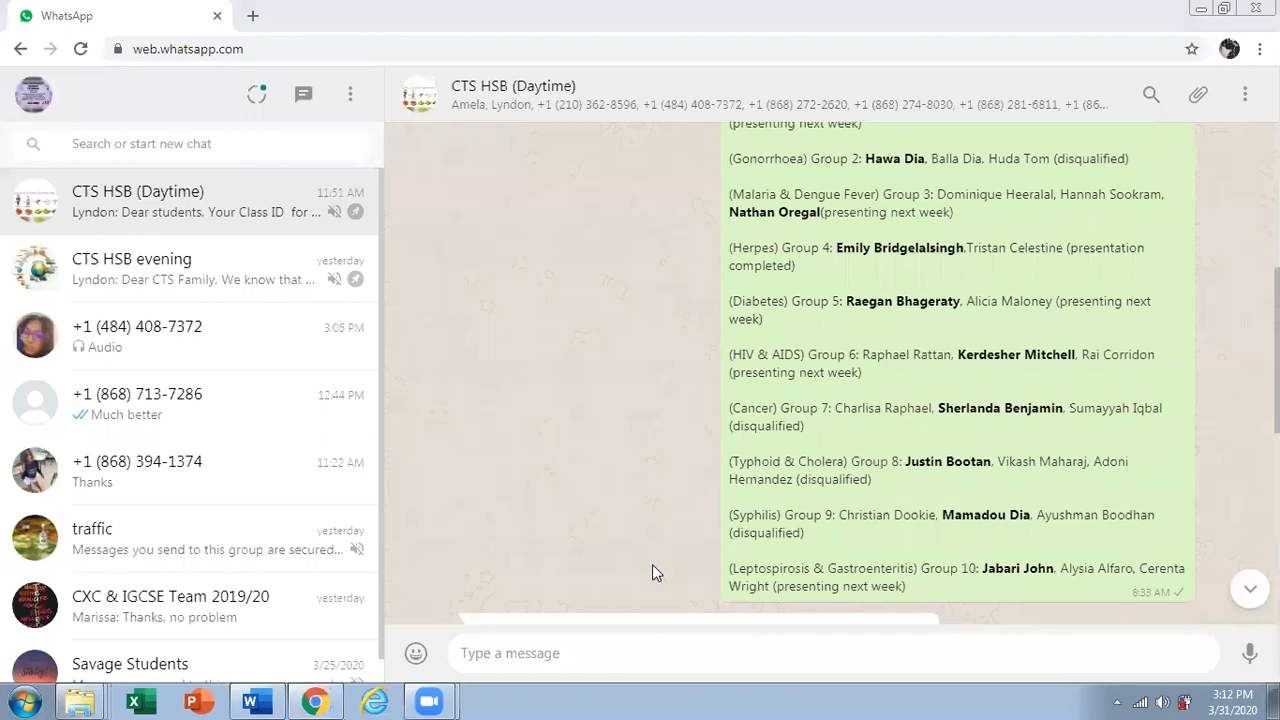 WhatsApp
web.whatsapp.com
CTS HSB (Daytime)
Amela, Lyndon, +1 (210) 362-8596, +1 (484) 408-7372, +1 (868) 272-2620, +1 (868) 274-8030, +1 (868) 281-6811, +1 (86...
Search or start new chat
CTS HSB (Daytime) 11:51 AM
Lyndon: Dear students. Your Class ID for ...
CTS HSB evening yesterday
Lyndon: Dear CTS Family, We know that ...
+1 (484) 408-7372 3:06 PM
Audio
+1 (868) 713-7286 12:44 PM
Much better
+1 (868) 394-1374 11:22 AM
Thanks
traffic yesterday
Messages you send to this group are secured...
CXC & IGCSE Team 2019/20 yesterday
Marissa: Thanks, no problem
Savage Students 3/25/2020
(presenting next week)
(Gonorrhoea) Group 2: Hawa Dia, Balla Dia, Huda Tom (disqualified)
(Malaria & Dengue Fever) Group 3: Dominique Heeralal, Hannah Sookram,
Nathan Oregal(presenting next week)
(Herpes) Group 4: Emily Bridgelalsingh.Tristan Celestine (presentation
completed)
(Diabetes) Group 5: Raegan Bhageraty, Alicia Maloney (presenting next
week)
(HIV & AIDS) Group 6: Raphael Rattan, Kerdesher Mitchell, Rai Corridon
(presenting next week)
(Cancer) Group 7: Charlisa Raphael, Sherlanda Benjamin, Sumayyah Iqbal
(disqualified)
(Typhoid & Cholera) Group 8: Justin Bootan, Vikash Maharaj, Adoni
Hernandez (disqualified)
(Syphilis) Group 9: Christian Dookie, Mamadou Dia, Ayushman Boodhan
(disqualified)
(Leptospirosis & Gastroenteritis) Group 10: Jabari John, Alysia Alfaro, Cerenta
Wright (presenting next week)
8:33 AM
Type a message
3:12 PM
3/31/2020